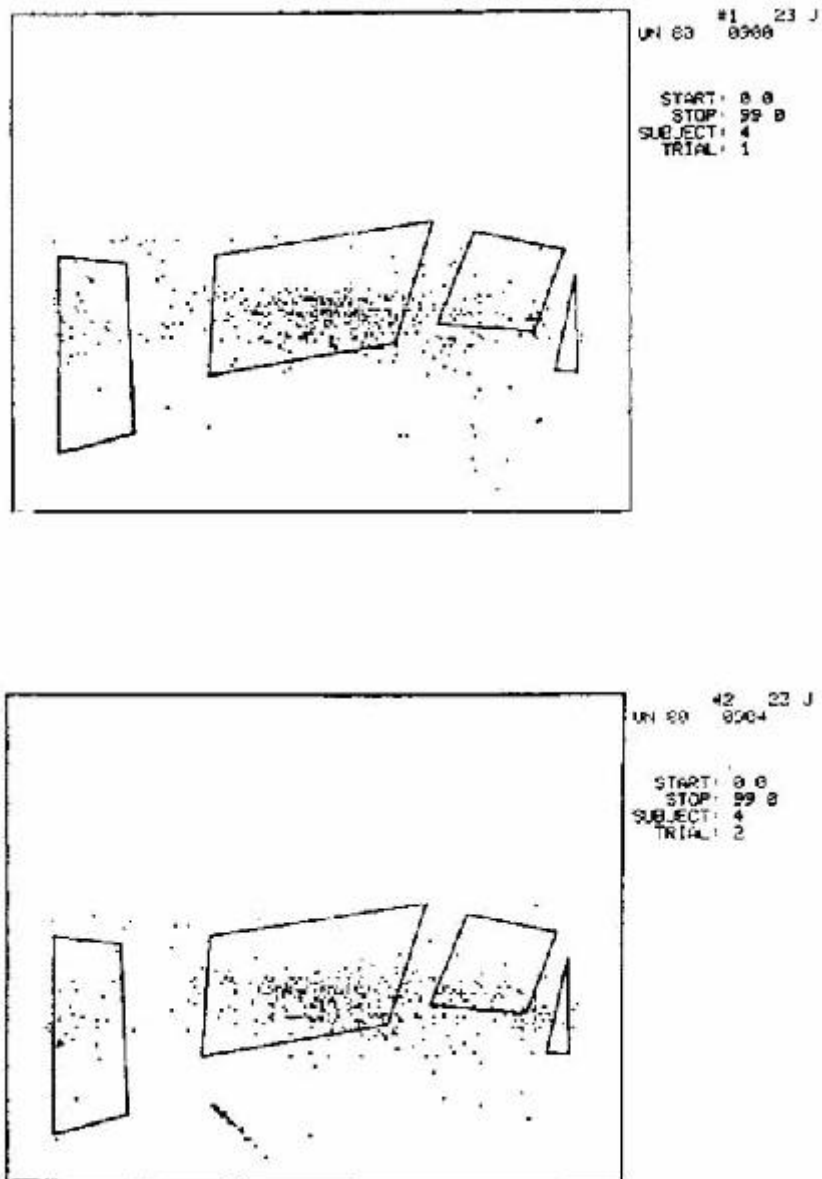 #1 23 J
UN 80 0900
START: 0 0
STOP: 99 0
SUBJECT: 4
TRIAL: 1
#2 23 J
UN 80 0904
START: 0 0
STOP: 99 0
SUBJECT: 4
TRIAL: 2